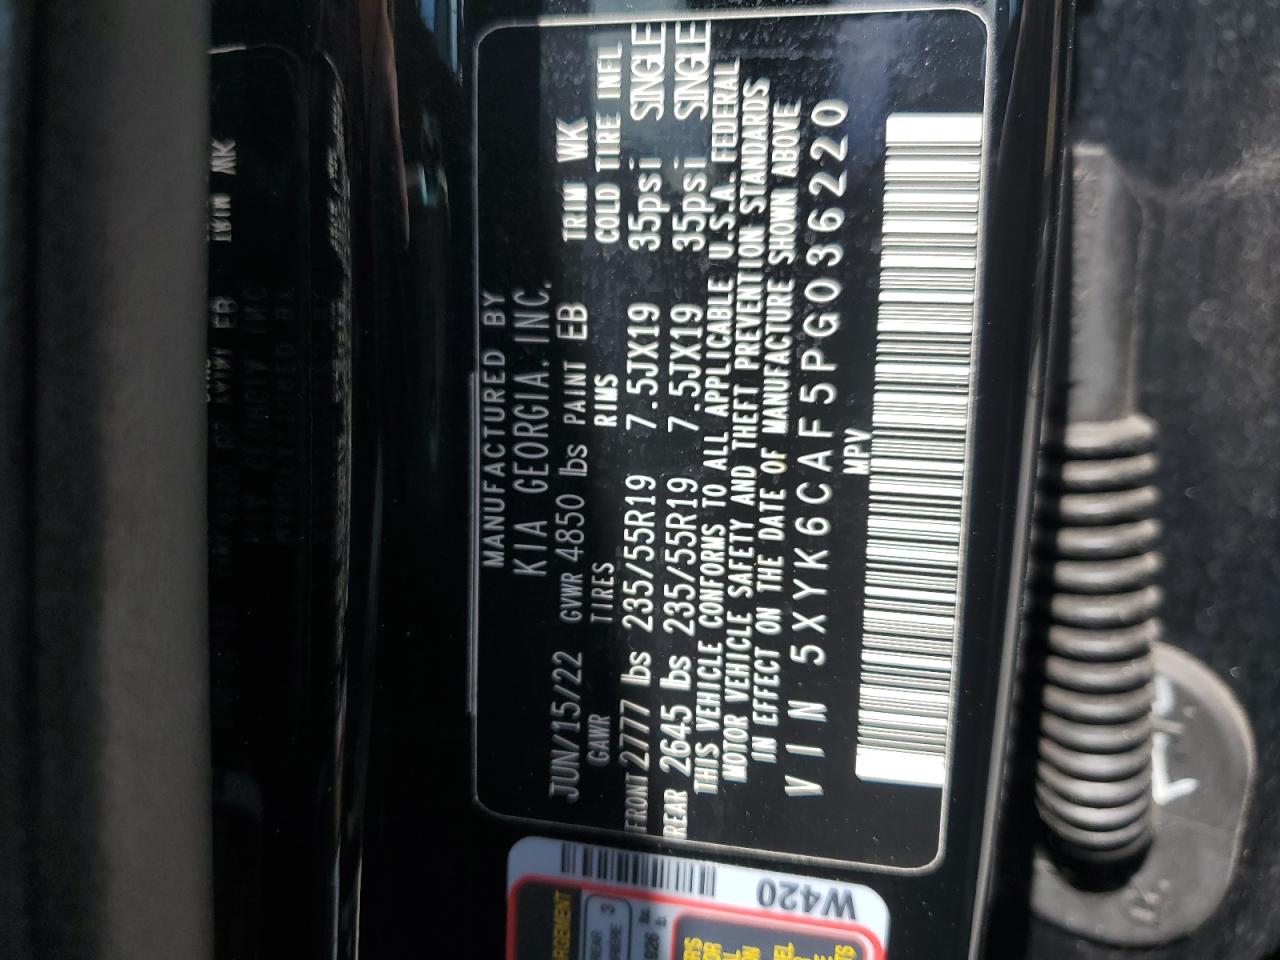 MANUFACTURED BY
KIA GEORGIA. INC.
JUN/15/22 GVWR 4850 lbs PAINT EB TRIM WK
GAWR TIRES RIMS COLD TIRE INFL
FRONT 2777 lbs 235/55R19 7.5JX19 35psi SINGLE
REAR 2645 lbs 235/55R19 7.5JX19 35psi SINGLE
THIS VEHICLE CONFORMS TO ALL APPLICABLE U.S.A. FEDERAL
MOTOR VEHICLE SAFETY AND THEFT PREVENTION STANDARDS
IN EFFECT ON THE DATE OF MANUFACTURE SHOWN ABOVE
VIN 5XYK6CAF5PG036220
MPV
W420
REAR
3